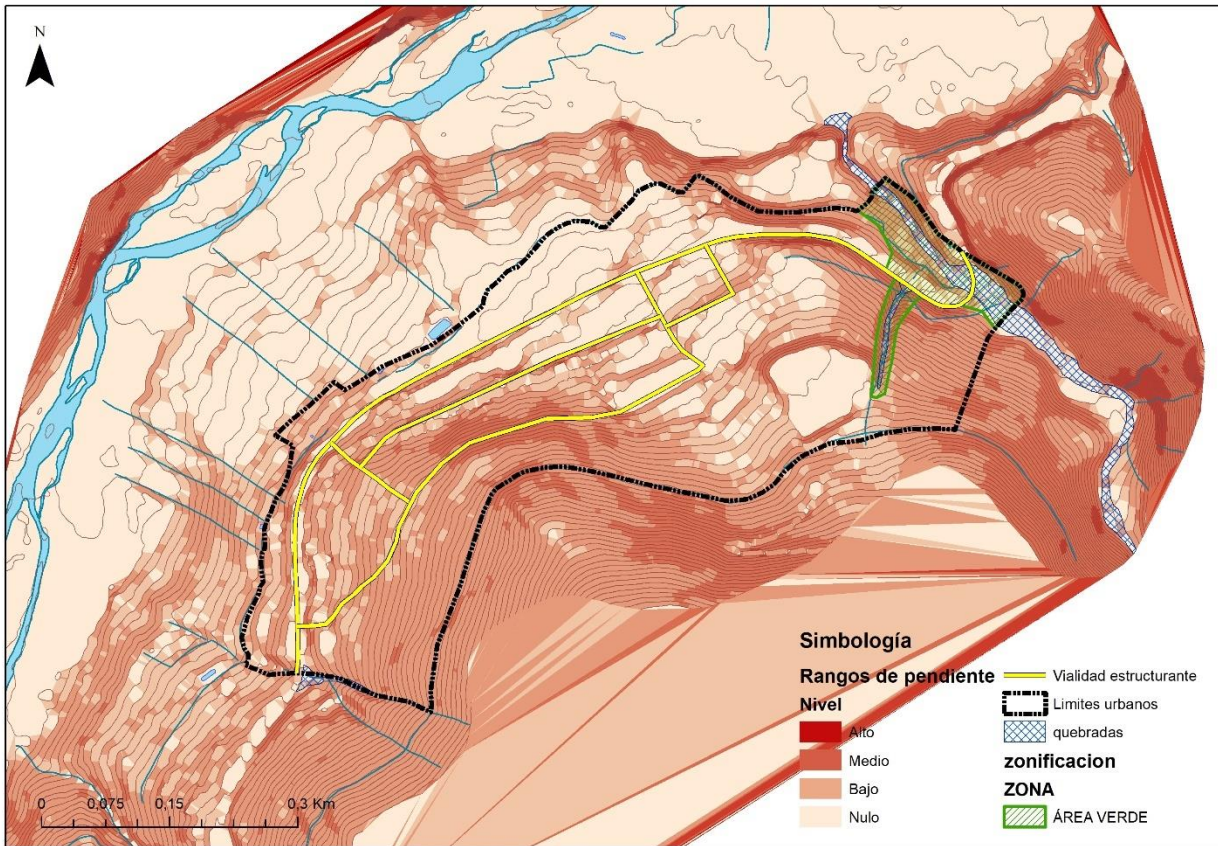 N
Simbología
Rangos de pendiente
Nivel
Alto
Medio
Bajo
Nulo
Vialidad estructurante
Limites urbanos
quebradas
zonificacion
ZONA
ÁREA VERDE
0 0,075 0,15 0,3 Km